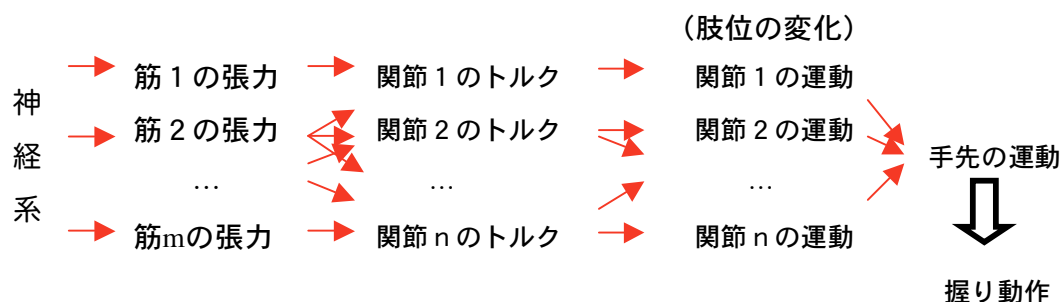 (肢位の変化)
神経系
筋1の張力 関節1のトルク 関節1の運動
筋2の張力 関節2のトルク 関節2の運動
手先の運動
… … …
筋mの張力 関節nのトルク 関節nの運動
握り動作